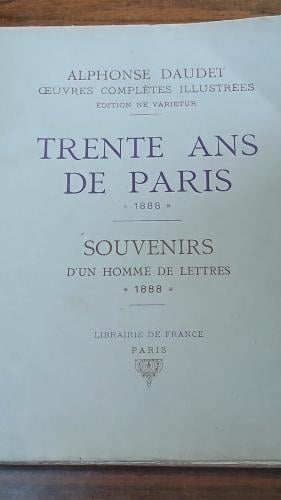 ALPHONSE DAUDET
ŒUVRES COMPLÈTES ILLUSTRÉES
ÉDITION NE VARIETUR
TRENTE ANS
DE PARIS
* 1888 *
SOUVENIRS
D'UN HOMME DE LETTRES
* 1888 *
LIBRAIRIE DE FRANCE
PARIS